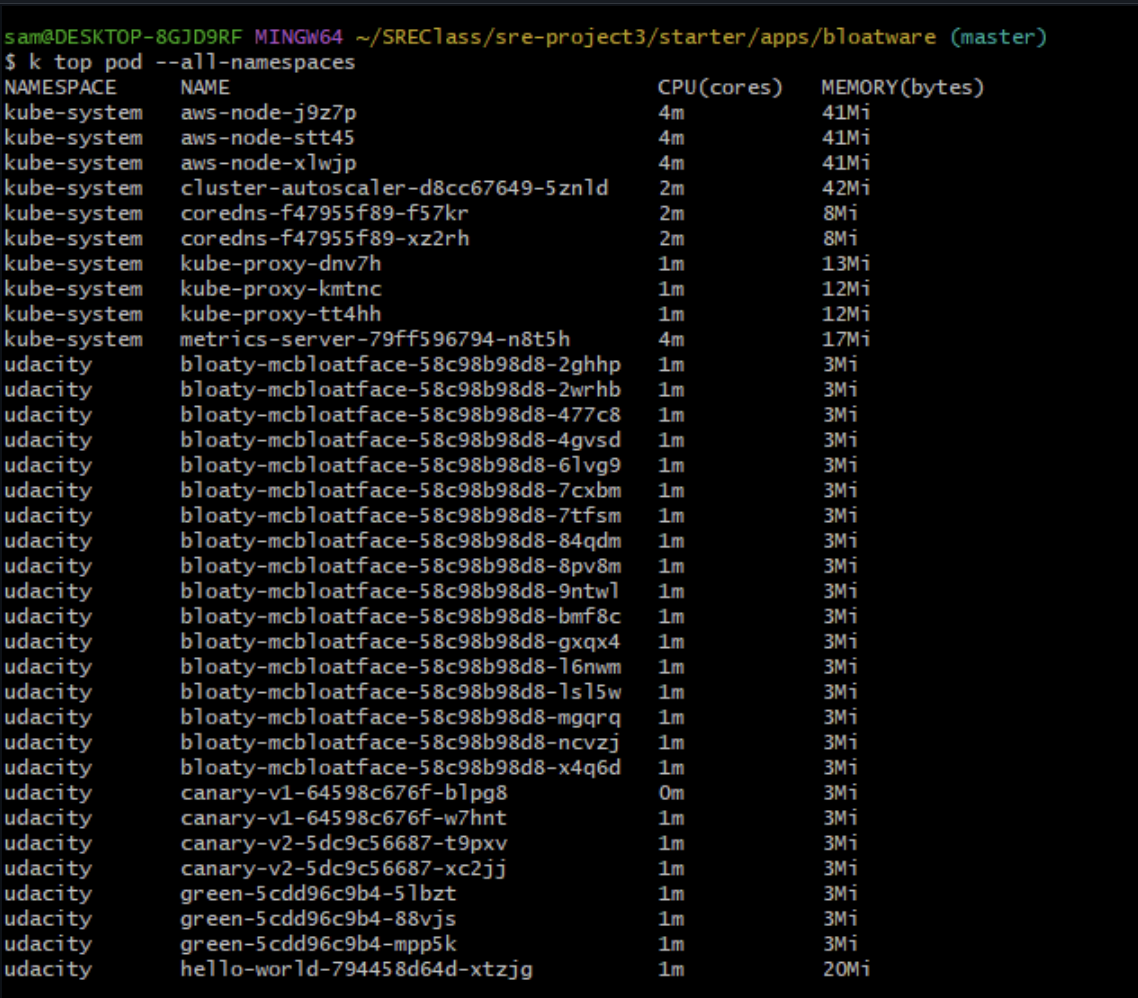 sam@DESKTOP-8GJD9RF MINGW64 ~/SREClass/sre-project3/starter/apps/bloatware (master)
$ k top pod --all-namespaces
NAMESPACE     NAME                                  CPU(cores)   MEMORY(bytes)
kube-system   aws-node-j9z7p                        4m           41Mi
kube-system   aws-node-stt45                        4m           41Mi
kube-system   aws-node-xlwjp                        4m           41Mi
kube-system   cluster-autoscaler-d8cc67649-5znld    2m           42Mi
kube-system   coredns-f47955f89-f57kr               2m           8Mi
kube-system   coredns-f47955f89-xz2rh               2m           8Mi
kube-system   kube-proxy-dnv7h                      1m           13Mi
kube-system   kube-proxy-kmtnc                      1m           12Mi
kube-system   kube-proxy-tt4hh                      1m           12Mi
kube-system   metrics-server-79ff596794-n8t5h       4m           17Mi
udacity       bloaty-mcbloatface-58c98b98d8-2ghhp   1m           3Mi
udacity       bloaty-mcbloatface-58c98b98d8-2wrhb   1m           3Mi
udacity       bloaty-mcbloatface-58c98b98d8-477c8   1m           3Mi
udacity       bloaty-mcbloatface-58c98b98d8-4gvsd   1m           3Mi
udacity       bloaty-mcbloatface-58c98b98d8-6lvg9   1m           3Mi
udacity       bloaty-mcbloatface-58c98b98d8-7cxbm   1m           3Mi
udacity       bloaty-mcbloatface-58c98b98d8-7tfsm   1m           3Mi
udacity       bloaty-mcbloatface-58c98b98d8-84qdm   1m           3Mi
udacity       bloaty-mcbloatface-58c98b98d8-8pv8m   1m           3Mi
udacity       bloaty-mcbloatface-58c98b98d8-9ntwl   1m           3Mi
udacity       bloaty-mcbloatface-58c98b98d8-bmf8c   1m           3Mi
udacity       bloaty-mcbloatface-58c98b98d8-gxqx4   1m           3Mi
udacity       bloaty-mcbloatface-58c98b98d8-l6nwm   1m           3Mi
udacity       bloaty-mcbloatface-58c98b98d8-lsl5w   1m           3Mi
udacity       bloaty-mcbloatface-58c98b98d8-mgqrq   1m           3Mi
udacity       bloaty-mcbloatface-58c98b98d8-ncvzj   1m           3Mi
udacity       bloaty-mcbloatface-58c98b98d8-x4q6d   1m           3Mi
udacity       canary-v1-64598c676f-blpg8            0m           3Mi
udacity       canary-v1-64598c676f-w7hnt            1m           3Mi
udacity       canary-v2-5dc9c56687-t9pxv            1m           3Mi
udacity       canary-v2-5dc9c56687-xc2jj            1m           3Mi
udacity       green-5cdd96c9b4-5lbzt                1m           3Mi
udacity       green-5cdd96c9b4-88vjs                1m           3Mi
udacity       green-5cdd96c9b4-mpp5k                1m           3Mi
udacity       hello-world-794458d64d-xtzjg          1m           20Mi